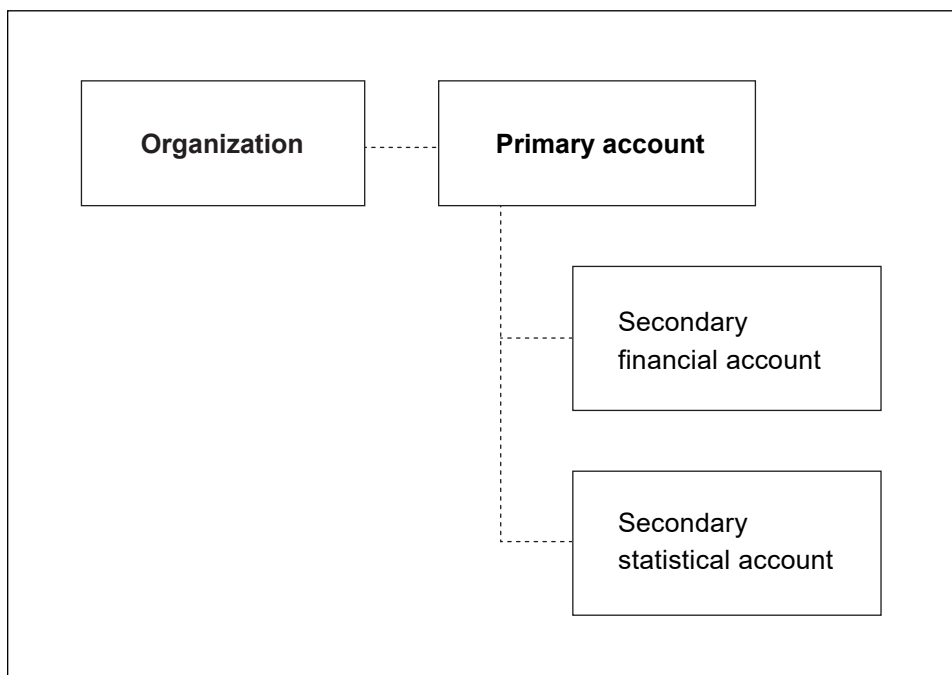 Organization
Primary account
Secondary
financial account
Secondary
statistical account